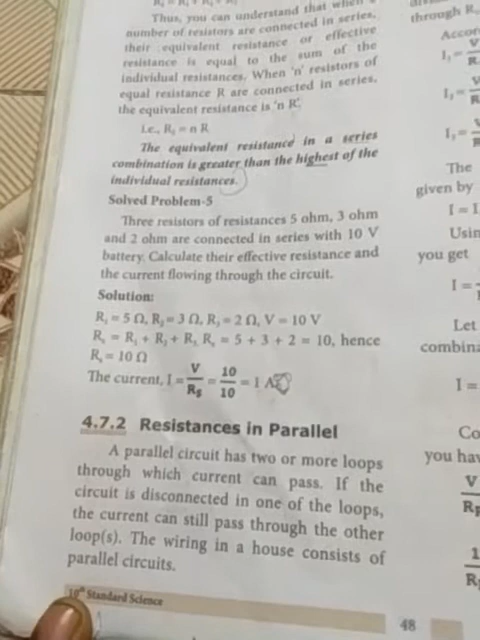 Thus, you can understand that when a
number of resistors are connected in series,
their equivalent resistance or effective
resistance is equal to the sum of the
individual resistances. When 'n' resistors of
equal resistance R are connected in series,
the equivalent resistance is 'n R'.
i.e., Rs = n R
The equivalent resistance in a series
combination is greater than the highest of the
individual resistances.
Solved Problem-5
Three resistors of resistances 5 ohm, 3 ohm
and 2 ohm are connected in series with 10 V
battery. Calculate their effective resistance and
the current flowing through the circuit.
Solution:
R₁ = 5 Ω, R₂ = 3 Ω, R₃ = 2 Ω, V = 10 V
Rs = R₁ + R₂ + R₃, Rs = 5 + 3 + 2 = 10, hence
Rs = 10 Ω
The current, I = V/Rs = 10/10 = 1 A
4.7.2 Resistances in Parallel
A parallel circuit has two or more loops
through which current can pass. If the
circuit is disconnected in one of the loops,
the current can still pass through the other
loop(s). The wiring in a house consists of
parallel circuits.
10th Standard Science
48
through
The
given by
you get
I =
Let
I =
Co
V
1